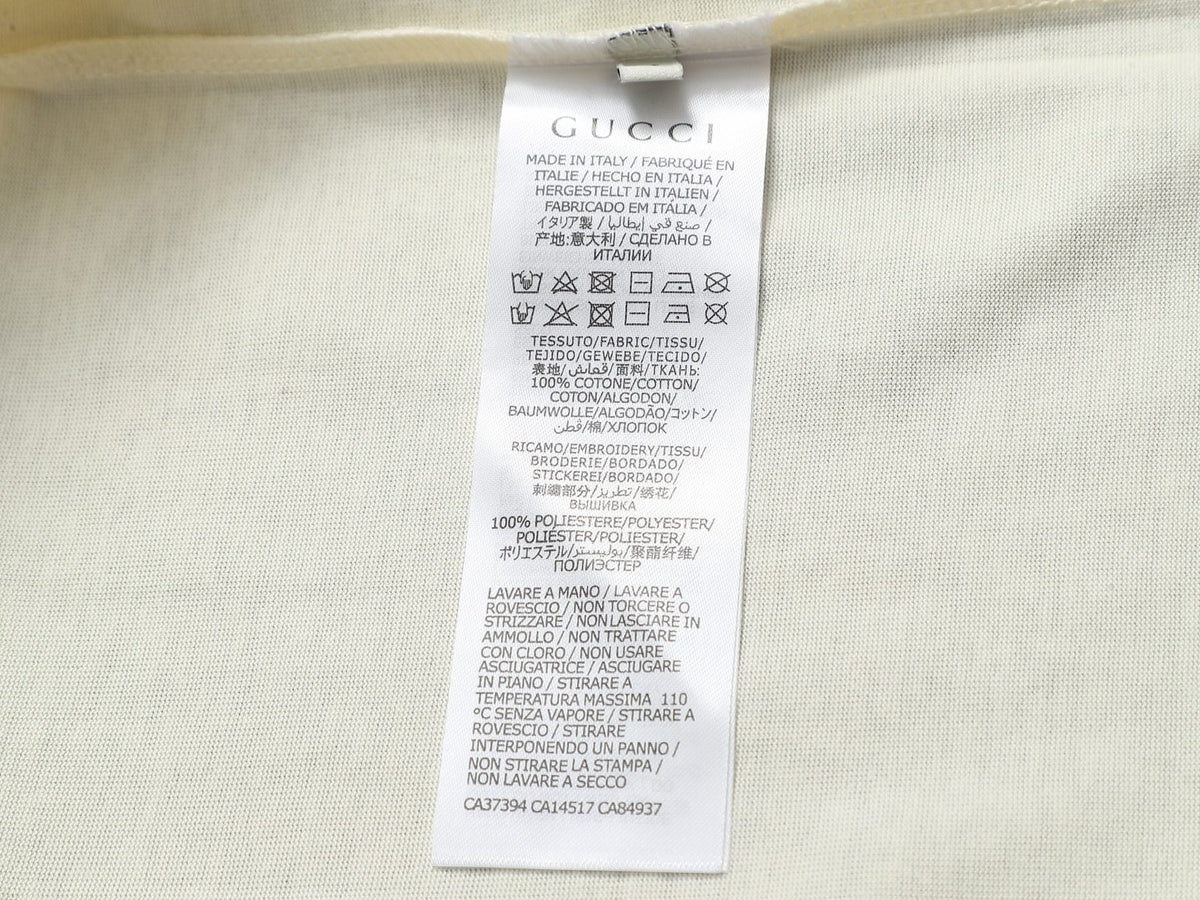 GUCCI
MADE IN ITALY / FABRIQUÉ EN
ITALIE / HECHO EN ITALIA /
HERGESTELLT IN ITALIEN /
FABRICADO EM ITÁLIA /
イタリア製 / صنع في إيطاليا /
产地:意大利 / СДЕЛАНО В
ИТАЛИИ
TESSUTO/FABRIC/TISSU/
TEJIDO/GEWEBE/TECIDO/
表地/قماش/面料/ТКАНЬ:
100% COTONE/COTTON/
COTON/ALGODON/
BAUMWOLLE/ALGODÃO/コットン/
قطن/棉/ХЛОПОК
RICAMO/EMBROIDERY/TISSU/
BRODERIE/BORDADO/
STICKEREI/BORDADO/
刺繍部分/تطريز/绣花/
ВЫШИВКА
100% POLIESTERE/POLYESTER/
POLIÉSTER/POLIESTER/
ポリエステル/بوليستر/聚酯纤维/
ПОЛИЭСТЕР
LAVARE A MANO / LAVARE A
ROVESCIO / NON TORCERE O
STRIZZARE / NON LASCIARE IN
AMMOLLO / NON TRATTARE
CON CLORO / NON USARE
ASCIUGATRICE / ASCIUGARE
IN PIANO / STIRARE A
TEMPERATURA MASSIMA 110
°C SENZA VAPORE / STIRARE A
ROVESCIO / STIRARE
INTERPONENDO UN PANNO /
NON STIRARE LA STAMPA /
NON LAVARE A SECCO
CA37394 CA14517 CA84937